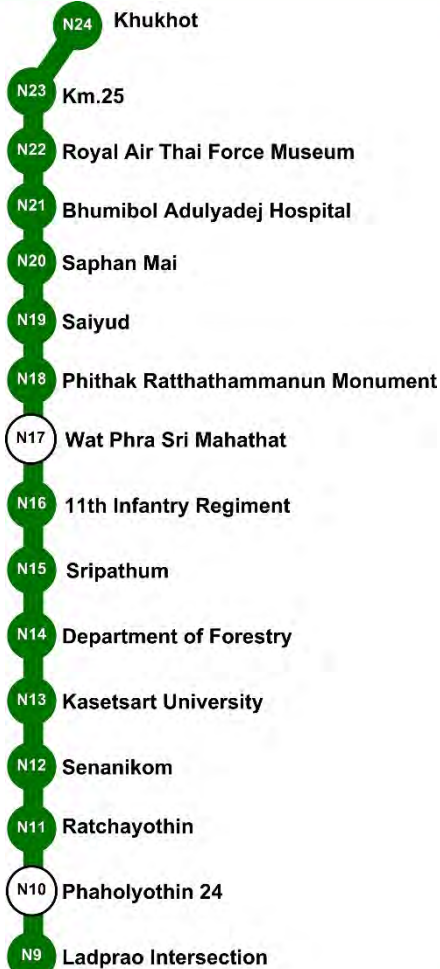 N24 Khukhot
N23 Km.25
N22 Royal Air Thai Force Museum
N21 Bhumibol Adulyadej Hospital
N20 Saphan Mai
N19 Saiyud
N18 Phithak Ratthathammanun Monument
N17 Wat Phra Sri Mahathat
N16 11th Infantry Regiment
N15 Sripathum
N14 Department of Forestry
N13 Kasetsart University
N12 Senanikom
N11 Ratchayothin
N10 Phaholyothin 24
N9 Ladprao Intersection